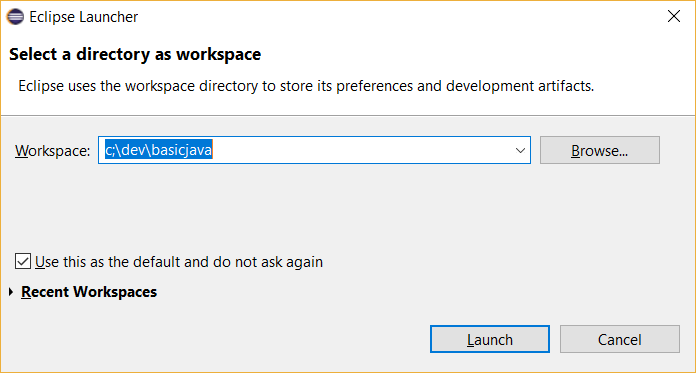 Eclipse Launcher
Select a directory as workspace
Eclipse uses the workspace directory to store its preferences and development artifacts.
Workspace: c;\dev\basicjava Browse...
Use this as the default and do not ask again
Recent Workspaces
Launch Cancel